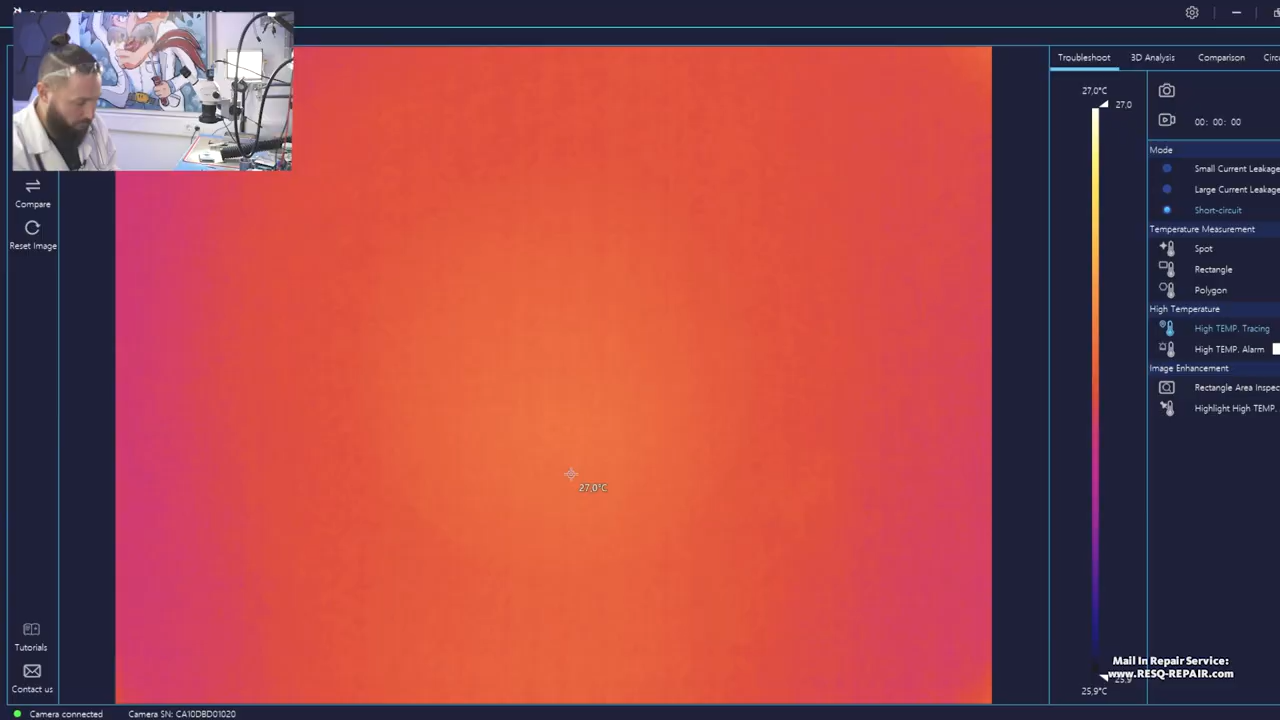 Troubleshoot
3D Analysis
Comparison
Circu
27,0°C
27,0
00: 00: 00
Mode
Small Current Leakage
Large Current Leakage
Short-circuit
Temperature Measurement
Spot
Rectangle
Polygon
High Temperature
High TEMP. Tracing
High TEMP. Alarm
Image Enhancement
Rectangle Area Inspec
Highlight High TEMP.
Compare
Reset Image
27,0°C
Tutorials
Contact us
Mail In Repair Service:
www.RESQ-REPAIR.com
25,9
25,9°C
Camera connected
Camera SN: CA10DBD01020